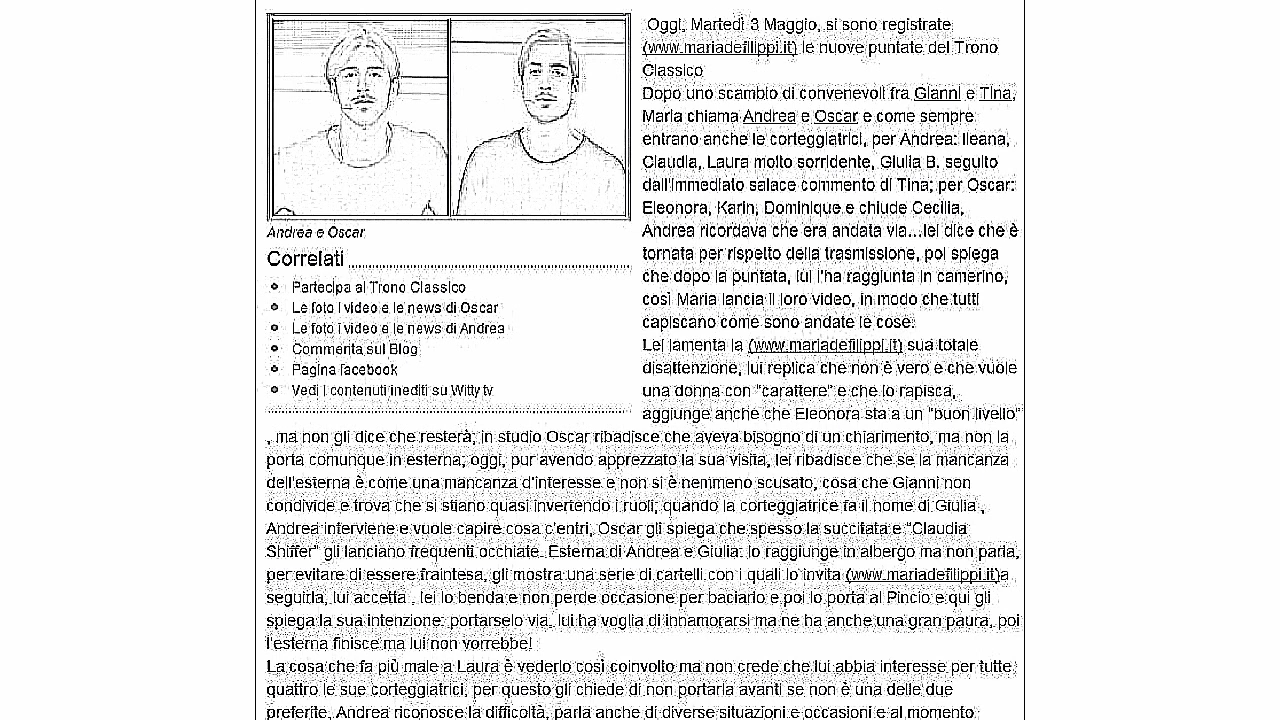 Oggi, Martedì 3 Maggio, si sono registrate
(www.mariadefilippi.it) le nuove puntate del Trono
Classico
Dopo uno scambio di convenevoli fra Gianni e Tina,
Maria chiama Andrea e Oscar e come sempre
entrano anche le corteggiatrici, per Andrea: Ileana,
Claudia, Laura molto sorridente, Giulia B. seguito
dall'immediato salace commento di Tina; per Oscar:
Eleonora, Karin, Dominique e chiude Cecilia,
Andrea ricordava che era andata via...lei dice che è
tornata per rispetto della trasmissione, poi spiega
che dopo la puntata, lui l'ha raggiunta in camerino,
così Maria lancia il loro video, in modo che tutti
capiscano come sono andate le cose.
Lei lamenta la (www.mariadefilippi.it) sua totale
disattenzione, lui replica che non è vero e che vuole
una donna con "carattere" e che lo rapisca,
aggiunge anche che Eleonora sta a un "buon livello"
Andrea e Oscar
Correlati
Partecipa al Trono Classico
Le foto i video e le news di Oscar
Le foto i video e le news di Andrea
Commenta sul Blog
Pagina facebook
Vedi i contenuti inediti su Witty tv
, ma non gli dice che resterà; in studio Oscar ribadisce che aveva bisogno di un chiarimento, ma non la
porta comunque in esterna; oggi, pur avendo apprezzato la sua visita, lei ribadisce che se la mancanza
dell'esterna è come una mancanza d'interesse e non si è nemmeno scusato, cosa che Gianni non
condivide e trova che si stiano quasi invertendo i ruoli; quando la corteggiatrice fa il nome di Giulia ,
Andrea interviene e vuole capire cosa c'entri, Oscar gli spiega che spesso la succitata e "Claudia
Shiffer" gli lanciano frequenti occhiate. Esterna di Andrea e Giulia: lo raggiunge in albergo ma non parla,
per evitare di essere fraintesa, gli mostra una serie di cartelli con i quali lo invita (www.mariadefilippi.it)a
seguirla, lui accetta , lei lo benda e non perde occasione per baciarlo e poi lo porta al Pincio e qui gli
spiega la sua intenzione: portarselo via, lui ha voglia di innamorarsi ma ne ha anche una gran paura, poi
l'esterna finisce ma lui non vorrebbe!
La cosa che fa più male a Laura è vederlo così coinvolto ma non crede che lui abbia interesse per tutte
quattro le sue corteggiatrici, per questo gli chiede di non portarla avanti se non è una delle due
preferite, Andrea riconosce la difficoltà, parla anche di diverse situazioni e occasioni e al momento